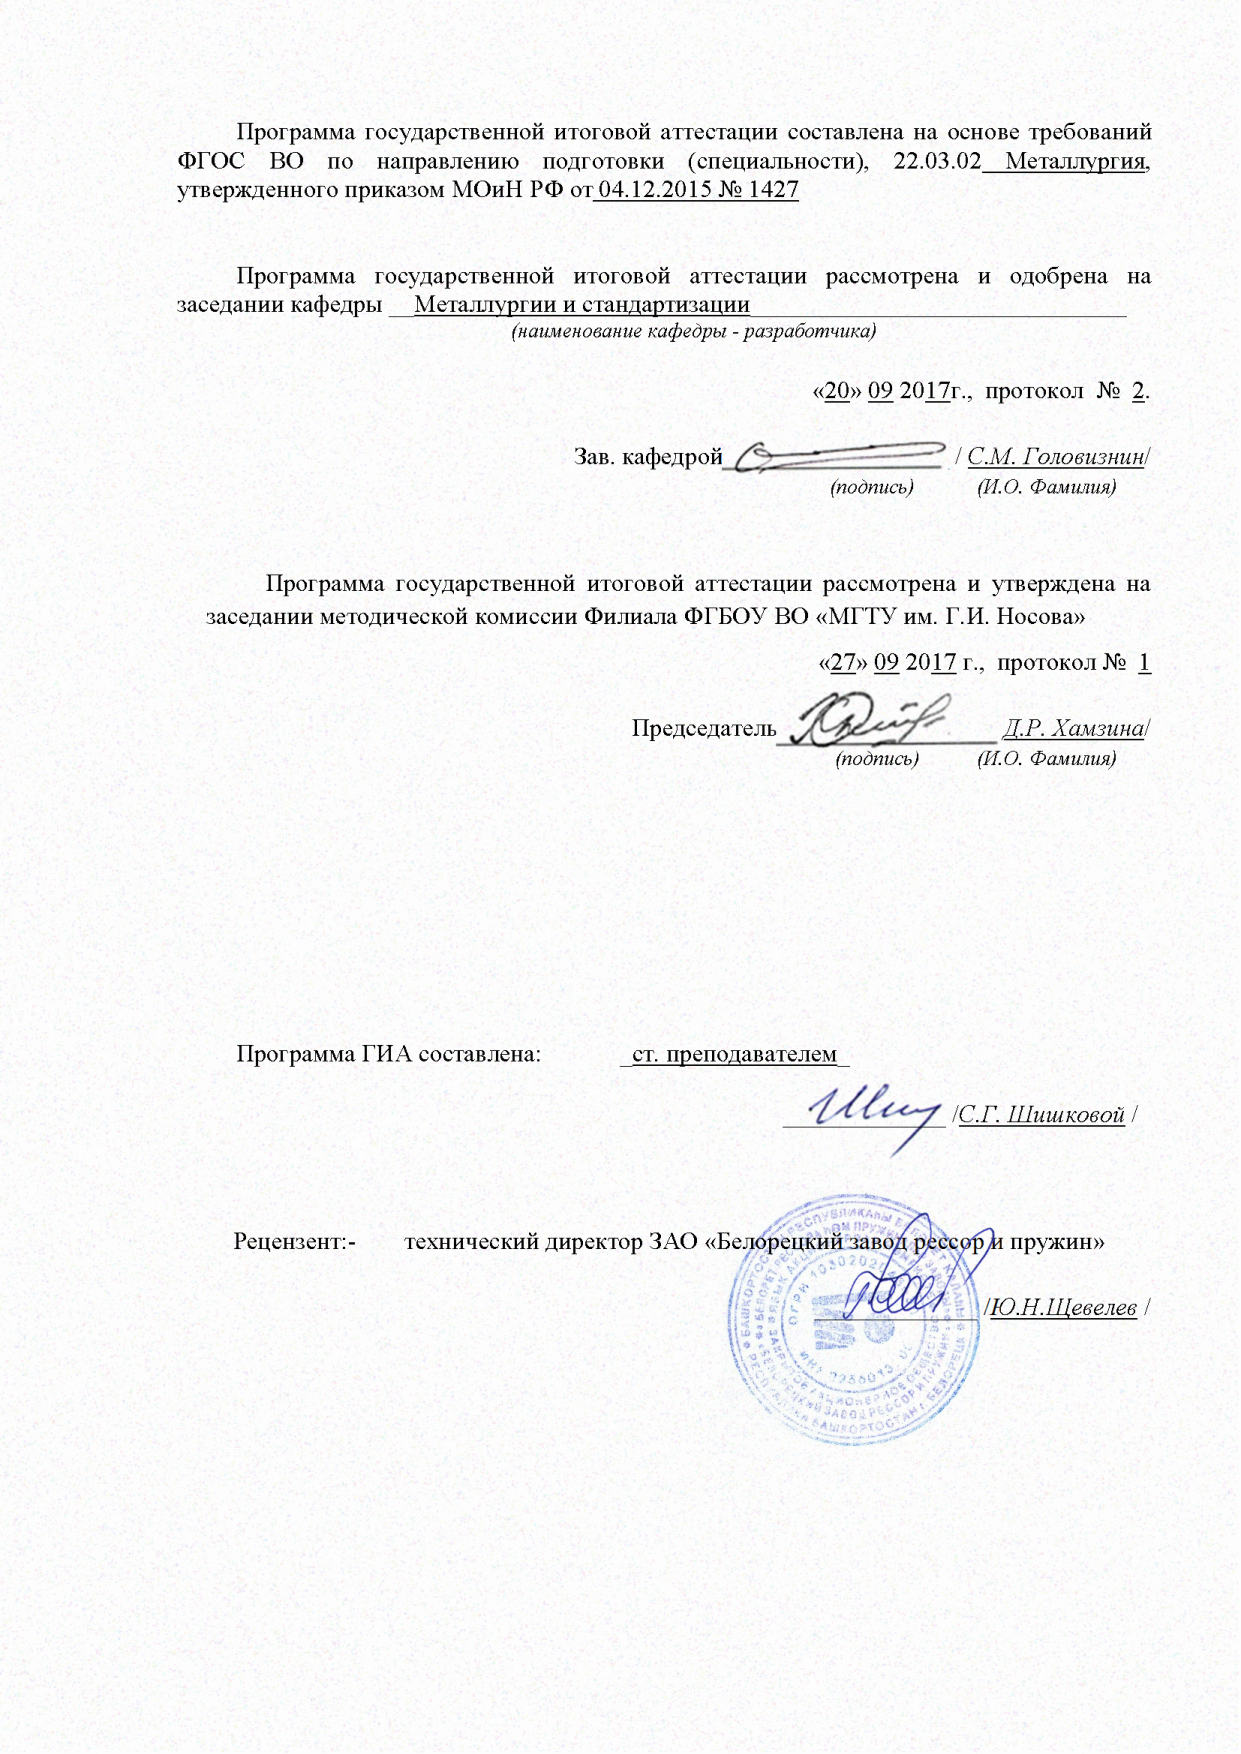 Программа государственной итоговой аттестации составлена на основе требований
ФГОС ВО по направлению подготовки (специальности), 22.03.02 Металлургия,
утвержденного приказом МОиН РФ от 04.12.2015 № 1427
Программа государственной итоговой аттестации рассмотрена и одобрена на
заседании кафедры Металлургии и стандартизации
(наименование кафедры - разработчика)
«20» 09 2017г., протокол № 2.
Зав. кафедрой / С.М. Головизнин/
(подпись) (И.О. Фамилия)
Программа государственной итоговой аттестации рассмотрена и утверждена на
заседании методической комиссии Филиала ФГБОУ ВО «МГТУ им. Г.И. Носова»
«27» 09 2017 г., протокол № 1
Председатель Д.Р. Хамзина/
(подпись) (И.О. Фамилия)
Программа ГИА составлена: ст. преподавателем
/С.Г. Шишковой /
Рецензент:- технический директор ЗАО «Белорецкий завод рессор и пружин»
/Ю.Н.Щевелев /